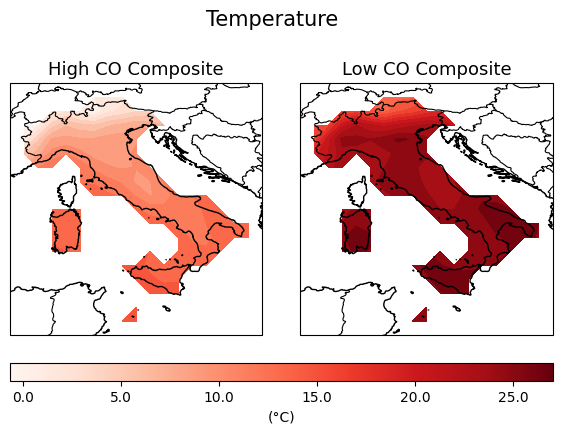 Temperature
High CO Composite
Low CO Composite
0.0 5.0 10.0 15.0 20.0 25.0
(°C)